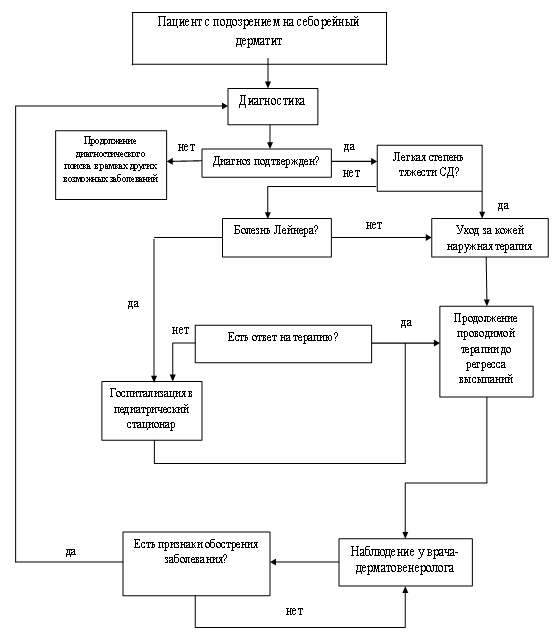 Пациент с подозрением на себорейный
дерматит
Диагностика
Продолжение
диагностического
поиска в рамках других
возможных заболеваний
нет
Диагноз подтвержден?
да
Легкая степень
тяжести СД?
нет
да
Болезнь Лейнера?
нет
Уход за кожей
наружная терапия
да
Продолжение
проводимой
терапии до
регресса
высыпаний
нет
Есть ответ на терапию?
да
Госпитализация в
педиатрический
стационар
Есть признаки обострения
заболевания?
да
Наблюдение у врача-
дерматовенеролога
нет